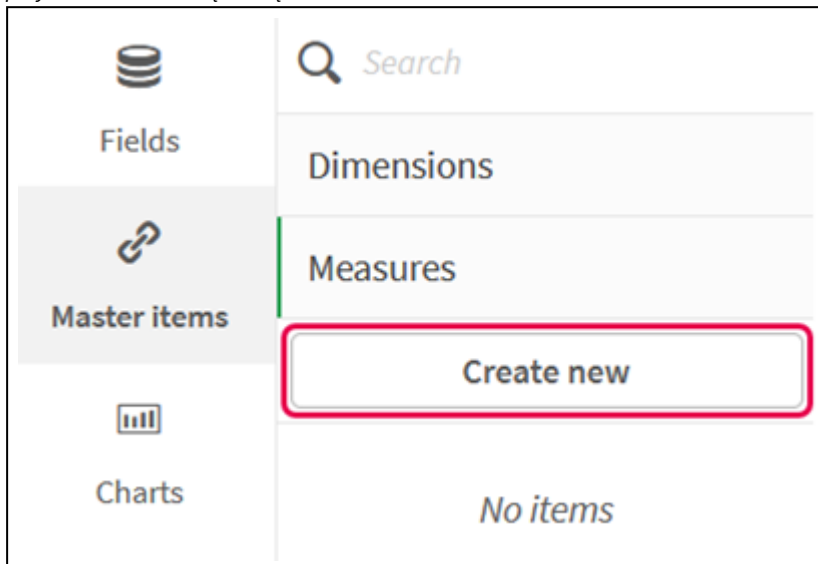 Search
Fields
Dimensions
Measures
Master items
Create new
Charts
No items